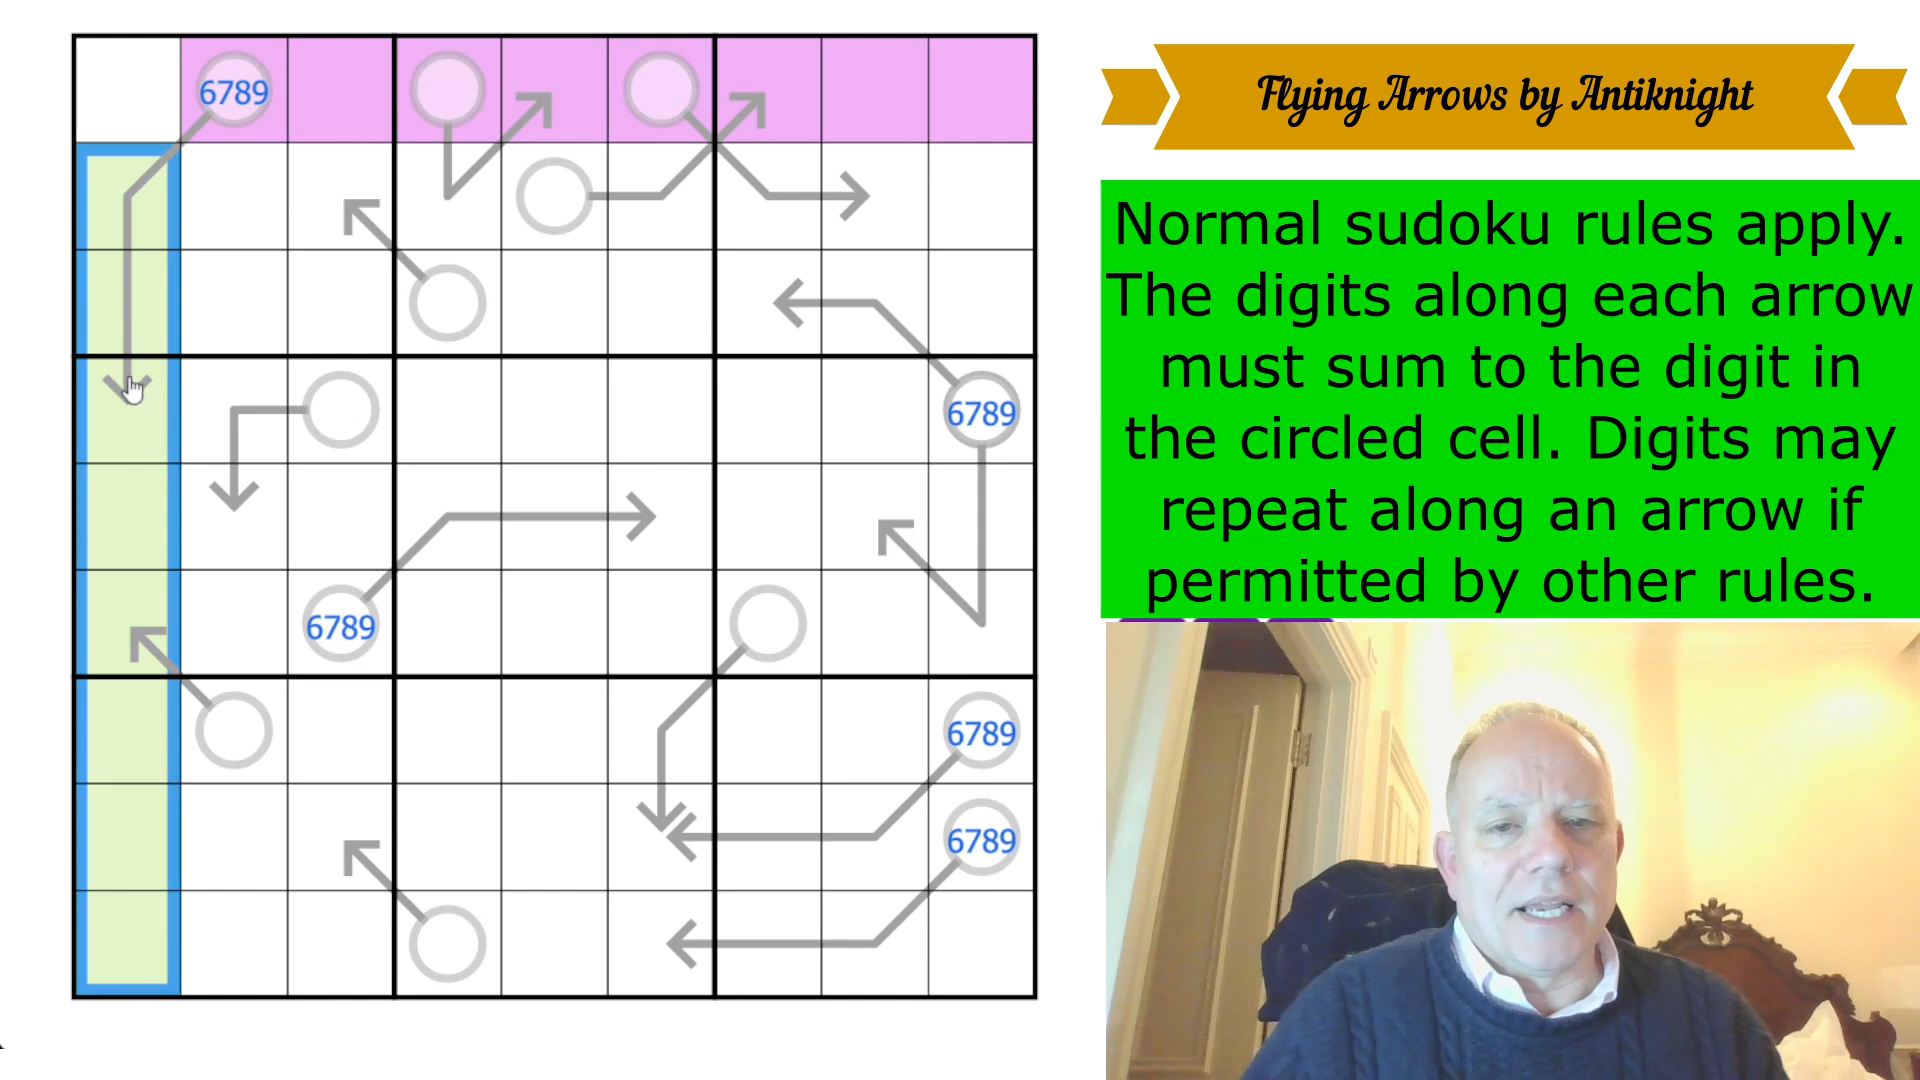 Flying Arrows by Antiknight
Normal sudoku rules apply.
The digits along each arrow
must sum to the digit in
the circled cell. Digits may
repeat along an arrow if
permitted by other rules.
6789
6789
6789
6789
6789